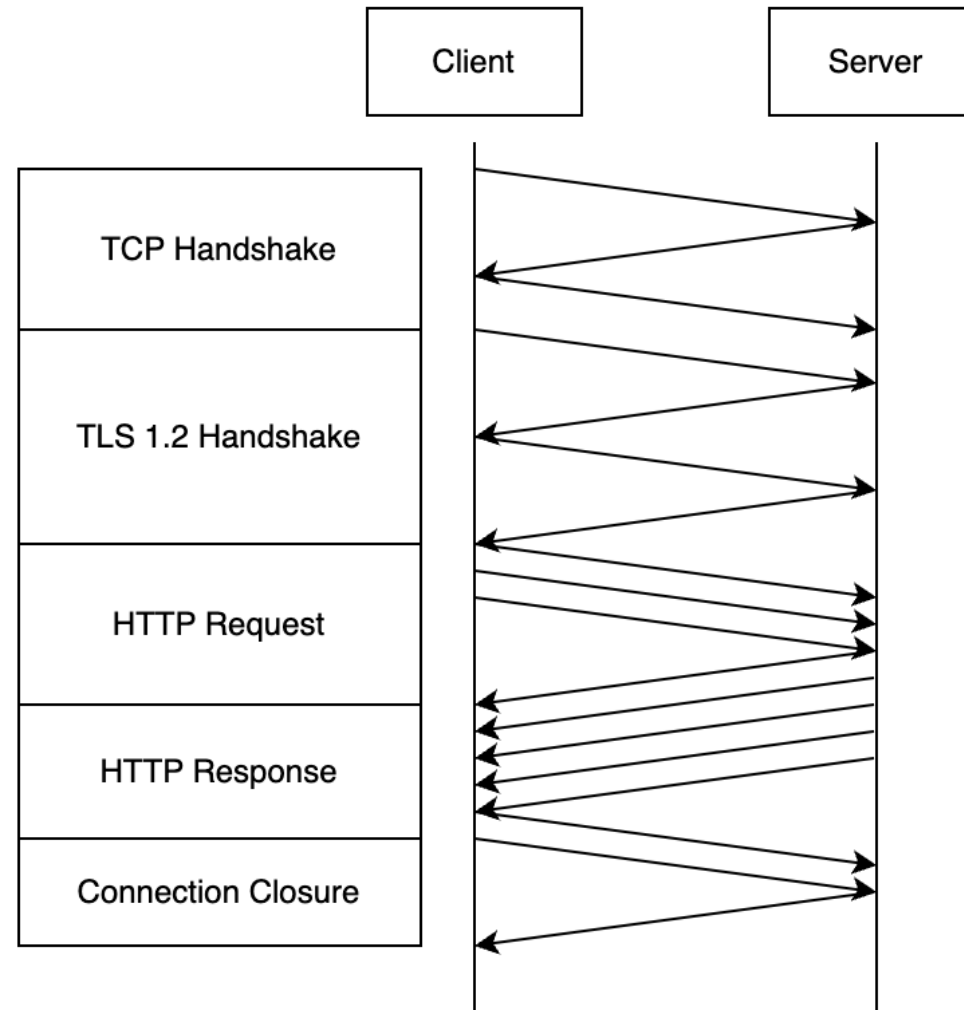 Client
Server
TCP Handshake
TLS 1.2 Handshake
HTTP Request
HTTP Response
Connection Closure